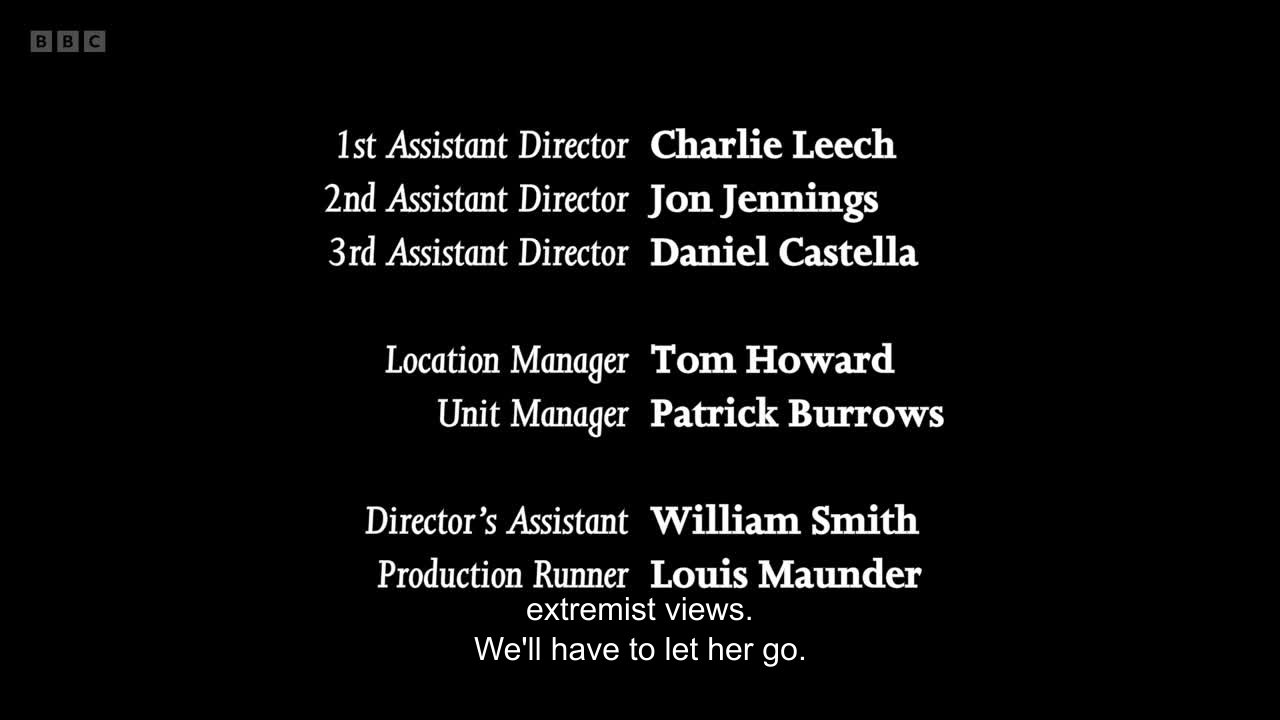 BBC
1st Assistant Director Charlie Leech
2nd Assistant Director Jon Jennings
3rd Assistant Director Daniel Castella
Location Manager Tom Howard
Unit Manager Patrick Burrows
Director's Assistant William Smith
Production Runner Louis Maunder
extremist views.
We'll have to let her go.